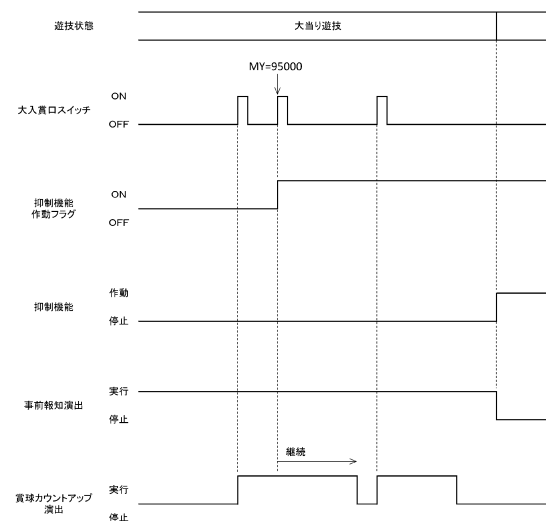 遊技状態
大当り遊技
MY=95000
大入賞口スイッチ
ON
OFF
抑制機能
作動フラグ
ON
OFF
抑制機能
作動
停止
事前報知演出
実行
停止
継続
賞球カウントアップ
演出
実行
停止